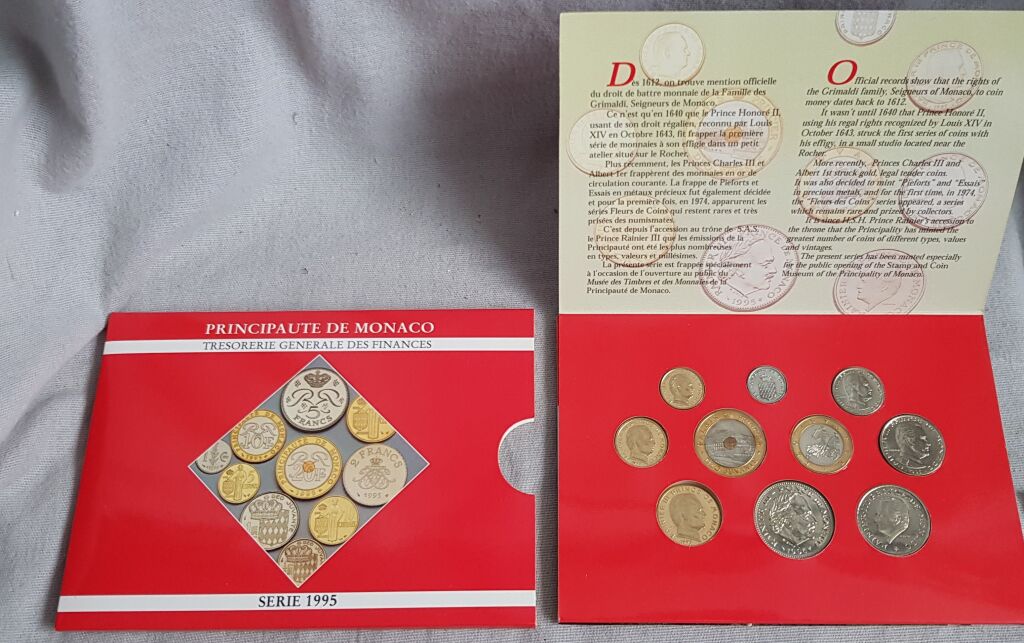 PRINCIPAUTE DE MONACO
TRESORERIE GENERALE DES FINANCES
5
FRANCS
10F
1995
PRINCIPAUTE DE MONACO
20F
2 FRANCS
1995
SERIE 1995
Dès 1612, on trouve mention officielle
du droit de battre monnaie de la Famille des
Grimaldi, Seigneurs de Monaco.
Ce n'est qu'en 1640 que le Prince Honoré II,
usant de son droit régalien, reconnu par Louis
XIV en Octobre 1643, fit frapper la première
série de monnaies à son effigie dans un petit
atelier situé sur le Rocher.
Plus récemment, les Princes Charles III et
Albert 1er frappèrent des monnaies en or de
circulation courante. La frappe de Piéforts et
Essais en métaux précieux fut également décidée
et pour la première fois, en 1974, apparurent les
séries Fleurs de Coins qui restent rares et très
prisées des numismates.
C'est depuis l'accession au trône de S.A.S.
le Prince Rainier III que les émissions de la
Principauté ont été les plus nombreuses
en types, valeurs et millésimes.
La présente série est frappée spécialement
à l'occasion de l'ouverture au public du
Musée des Timbres et des Monnaies de la
Principauté de Monaco.
Official records show that the rights of
the Grimaldi family, Seigneurs of Monaco, to coin
money dates back to 1612.
It wasn't until 1640 that Prince Honoré II,
using his regal rights recognized by Louis XIV in
October 1643, struck the first series of coins with
his effigy, in a small studio located near the
Rocher.
More recently, Princes Charles III and
Albert 1st struck gold, legal tender coins.
It was also decided to mint "Pieforts" and "Essais"
in precious metals, and for the first time, in 1974,
the "Fleurs des Coins" series appeared, a series
which remains rare and prized by collectors.
It is since H.S.H. Prince Rainier's accession to
the throne that the Principality has minted the
greatest number of coins of different types, values
and vintages.
The present series has been minted especially
for the public opening of the Stamp and Coin
Museum of the Principality of Monaco.
1995
RAINIER III PRINCE DE MONACO